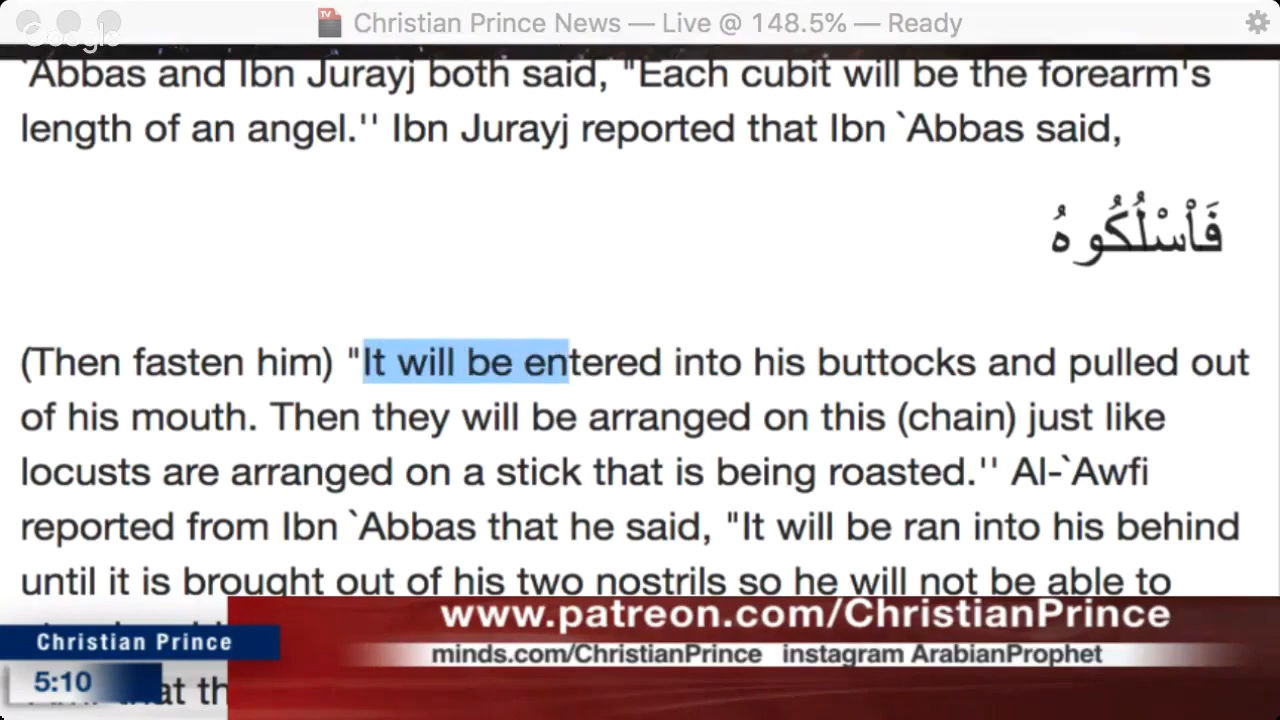 Christian Prince News — Live @ 148.5% — Ready
Google
`Abbas and Ibn Jurayj both said, "Each cubit will be the forearm's
length of an angel.'' Ibn Jurayj reported that Ibn `Abbas said,
فَاْسْلُكُوهُ
(Then fasten him) "It will be entered into his buttocks and pulled out
of his mouth. Then they will be arranged on this (chain) just like
locusts are arranged on a stick that is being roasted.'' Al-`Awfi
reported from Ibn `Abbas that he said, "It will be ran into his behind
until it is brought out of his two nostrils so he will not be able to
www.patreon.com/ChristianPrince
Christian Prince
minds.com/ChristianPrince instagram ArabianProphet
5:10